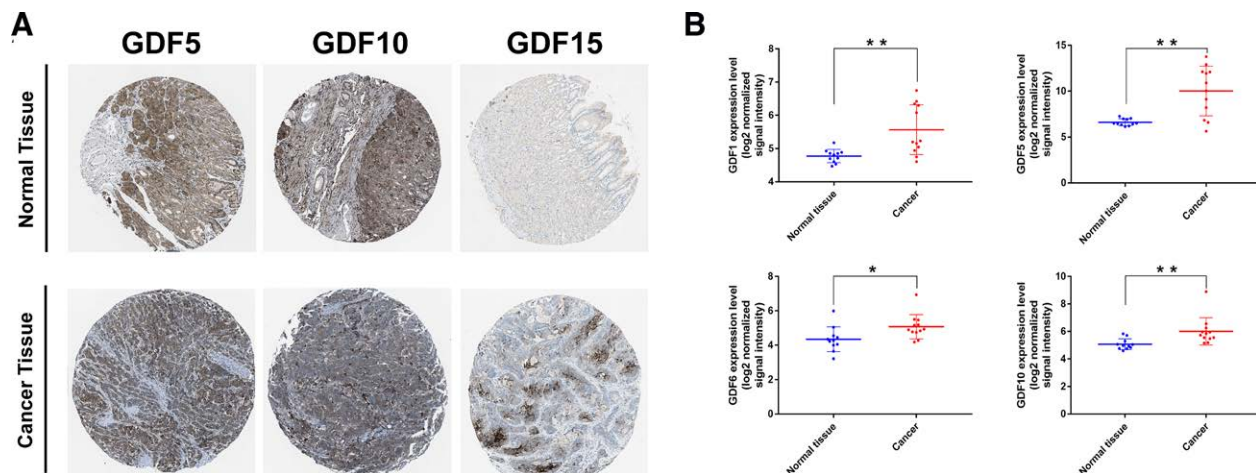 A
GDF5 GDF10 GDF15
Normal Tissue
Cancer Tissue
B
GDF1 expression level
(log2 normalized
signal intensity)
8
6
5
4
* *
Normal tissue
Cancer
GDF5 expression level
(log2 normalized
signal intensity)
15
10
5
0
* *
Normal tissue
Cancer
GDF6 expression level
(log2 normalized
signal intensity)
8
6
4
2
0
*
Normal tissue
Cancer
GDF10 expression level
(log2 normalized
signal intensity)
10
8
6
4
2
0
* *
Normal tissue
Cancer